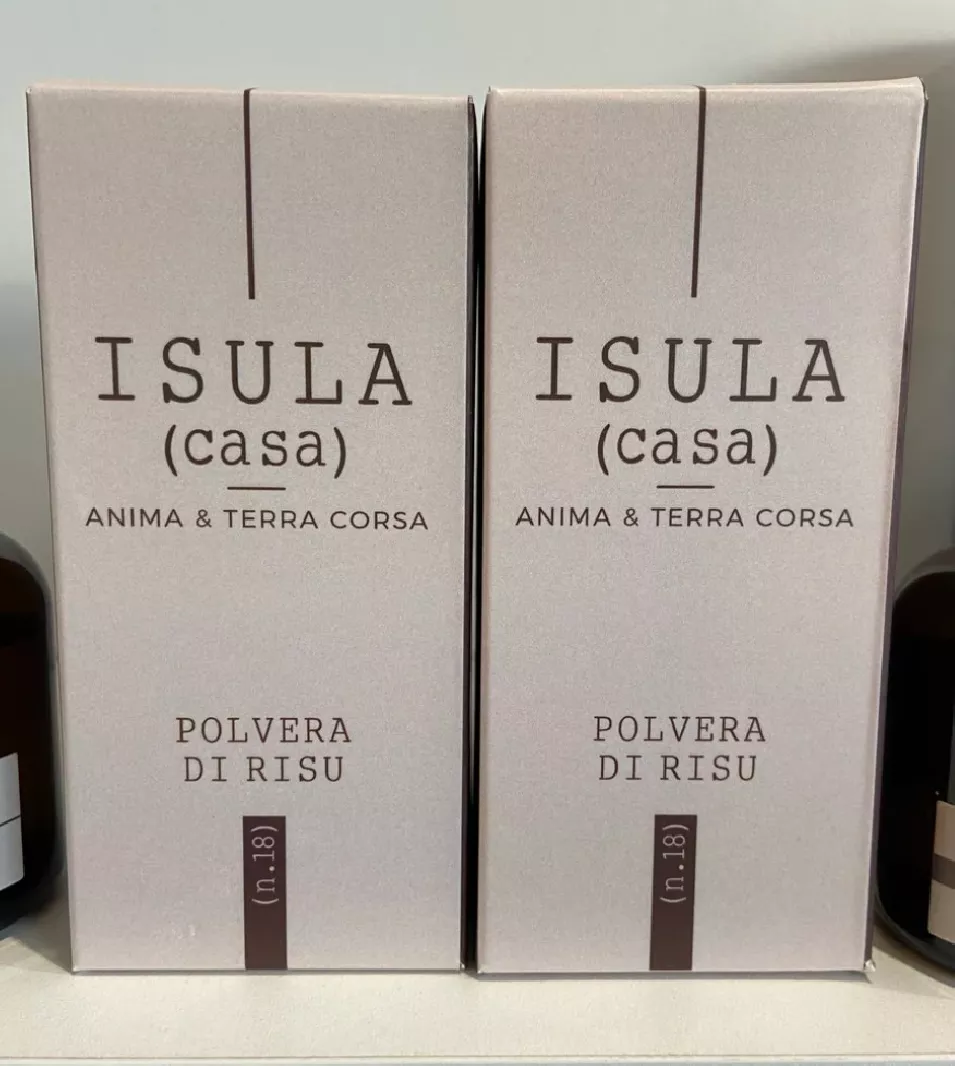 ISULA
(casa)
ANIMA & TERRA CORSA
POLVERA
DI RISU
(n.18)
ISULA
(casa)
ANIMA & TERRA CORSA
POLVERA
DI RISU
(n.18)